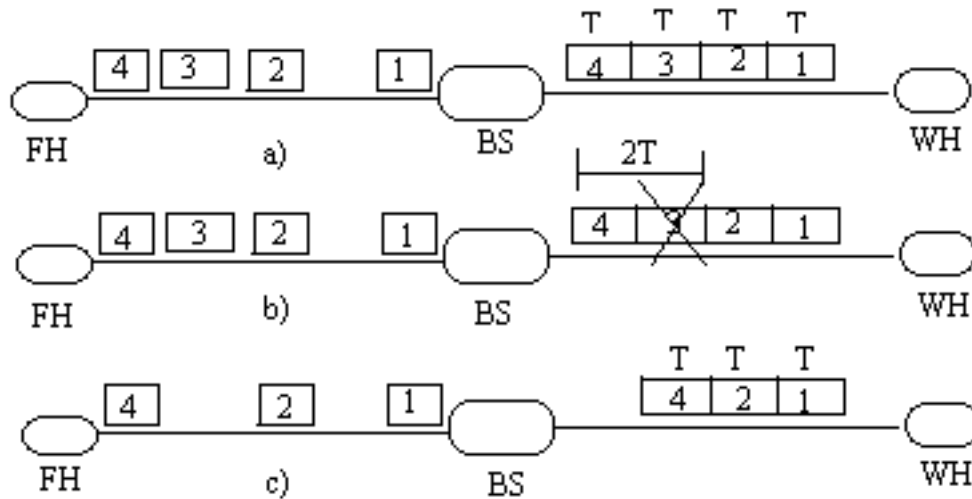 T T T T
4 3 2 1 4 3 2 1
FH a) BS WH
2T
4 3 2 1 4 3 2 1
FH b) BS WH
T T T
4 2 1 4 2 1
FH c) BS WH